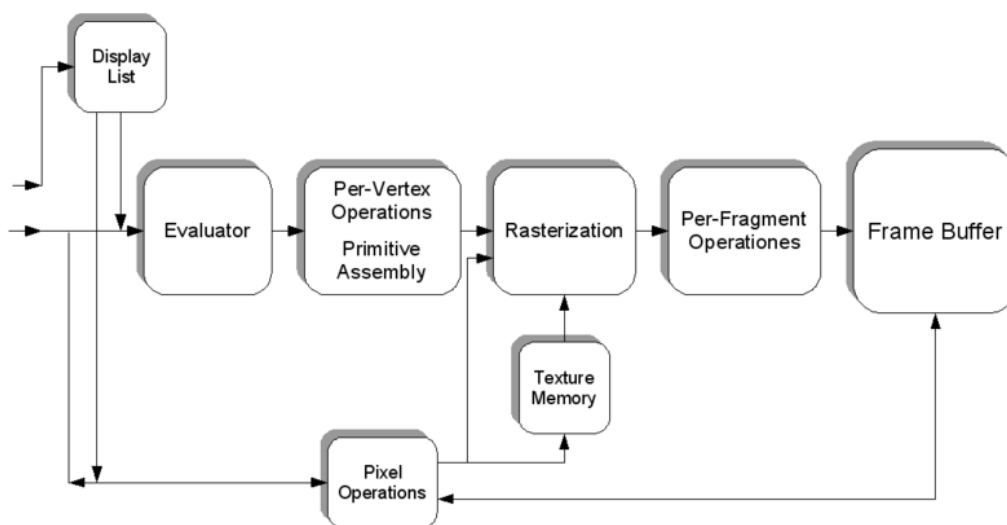 Display
List
Evaluator
Per-Vertex
Operations
Primitive
Assembly
Rasterization
Per-Fragment
Operationes
Frame Buffer
Texture
Memory
Pixel
Operations